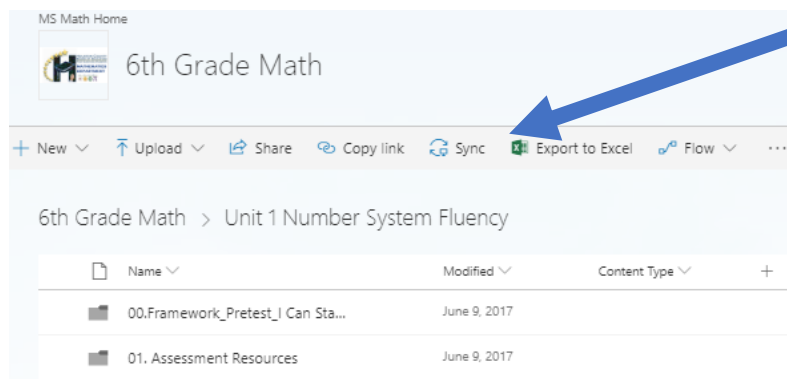 MS Math Home
6th Grade Math
New Upload Share Copy link Sync Export to Excel Flow ...
6th Grade Math > Unit 1 Number System Fluency
Name Modified Content Type
00.Framework_Pretest_I Can Sta... June 9, 2017
01. Assessment Resources June 9, 2017